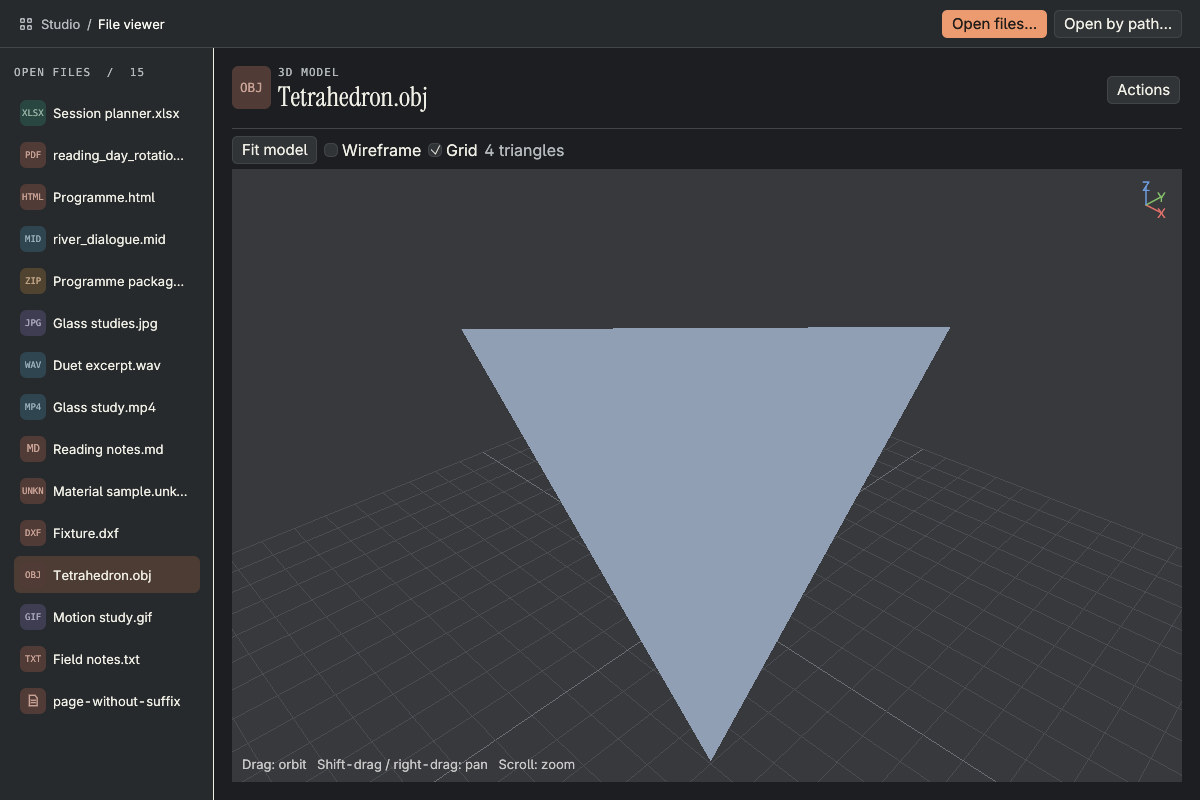 Studio / File viewer
Open files...
Open by path...
OPEN FILES / 15
XLSX Session planner.xlsx
PDF reading_day_rotatio...
HTML Programme.html
MID river_dialogue.mid
ZIP Programme packag...
JPG Glass studies.jpg
WAV Duet excerpt.wav
MP4 Glass study.mp4
MD Reading notes.md
UNKN Material sample.unk...
DXF Fixture.dxf
OBJ Tetrahedron.obj
GIF Motion study.gif
TXT Field notes.txt
page-without-suffix
OBJ
3D MODEL
Tetrahedron.obj
Actions
Fit model Wireframe Grid 4 triangles
Z
Y
X
Drag: orbit Shift-drag / right-drag: pan Scroll: zoom